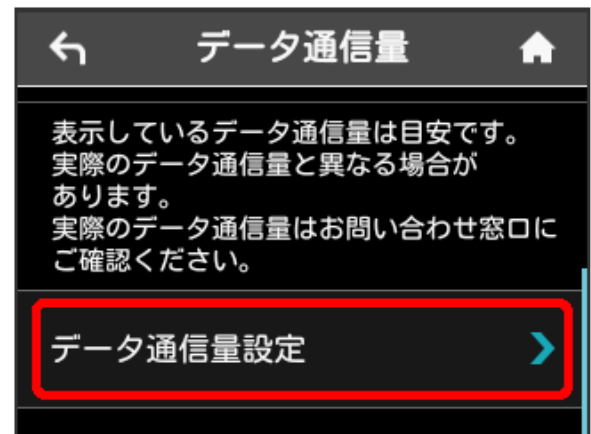 データ通信量
表示しているデータ通信量は目安です。
実際のデータ通信量と異なる場合が
あります。
実際のデータ通信量はお問い合わせ窓口に
ご確認ください。
データ通信量設定